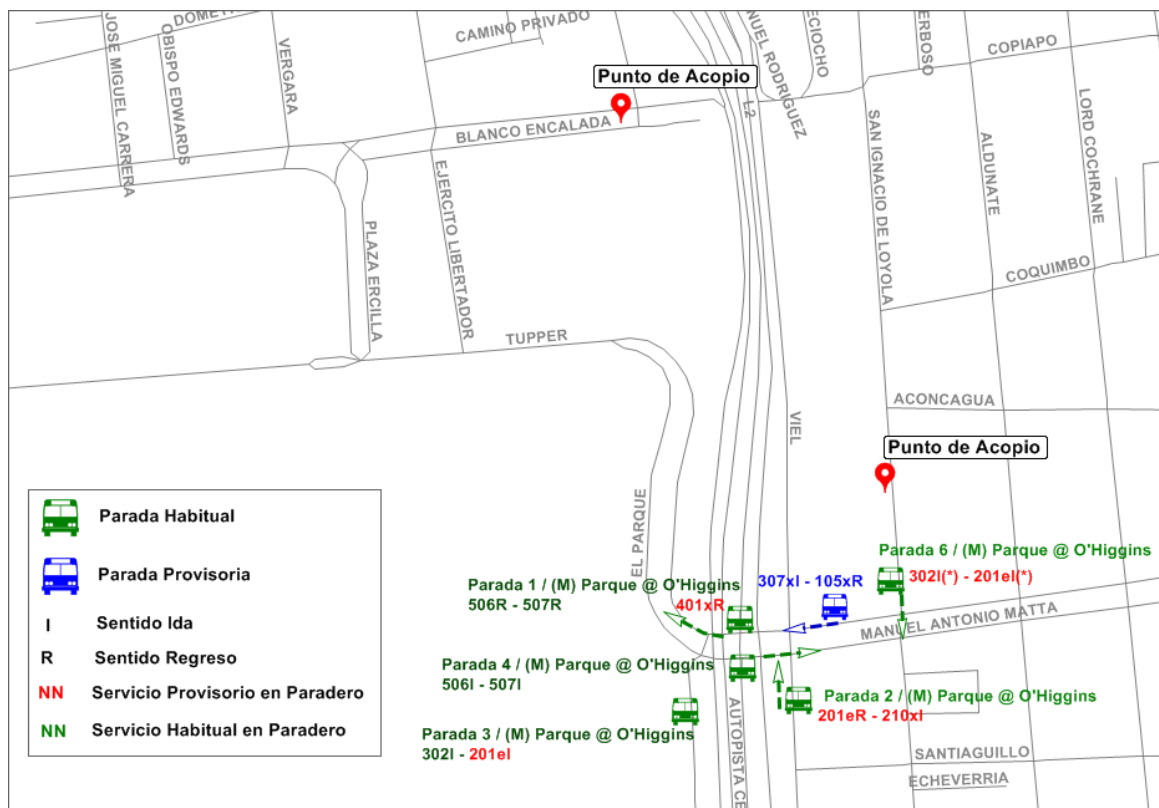 DOMET
CAMINO PRIVADO
NUEL RODRIGUEZ
ECIOCHO
ERBOSO
COPIAPO
JOSE MIGUEL CARRERA
OBISPO EDWARDS
VERGARA
Punto de Acopio
L2
BLANCO ENCALADA
SAN IGNACIO DE LOYOLA
ALDUNATE
LORD COCHRANE
EJERCITO LIBERTADOR
PLAZA ERCILLA
COQUIMBO
TUPPER
ACONCAGUA
VIEL
Punto de Acopio
EL PARQUE
Parada Habitual
Parada Provisoria
I Sentido Ida
R Sentido Regreso
NN Servicio Provisorio en Paradero
NN Servicio Habitual en Paradero
Parada 6 / (M) Parque @ O'Higgins
302I(*) - 201eI(*)
307xI - 105xR
Parada 1 / (M) Parque @ O'Higgins
506R - 507R
401xR
MANUEL ANTONIO MATTA
Parada 4 / (M) Parque @ O'Higgins
506I - 507I
Parada 2 / (M) Parque @ O'Higgins
201eR - 210xI
Parada 3 / (M) Parque @ O'Higgins
302I - 201eI
AUTOPISTA CE
SANTIAGUILLO
ECHEVERRIA